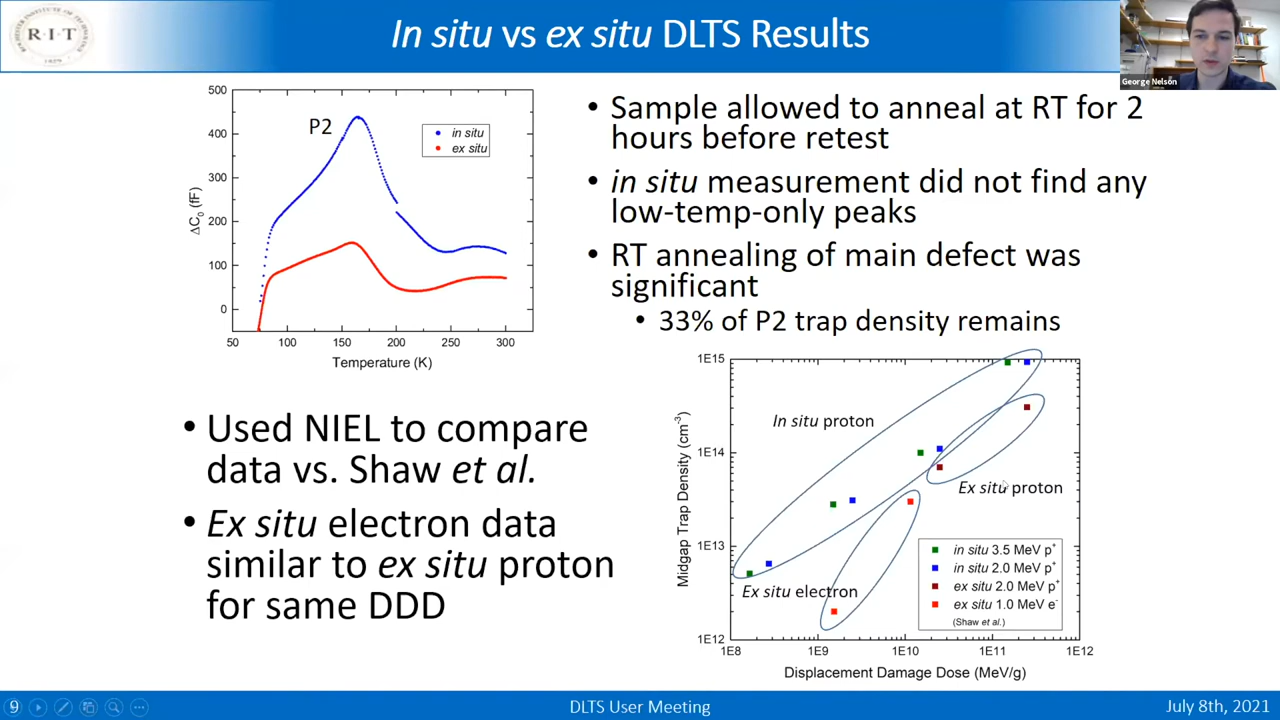 In situ vs ex situ DLTS Results
R·I·T
George Nelson
500
400
300
200
100
0
ΔC₀ (fF)
P2
in situ
ex situ
50
100
150
200
250
300
Temperature (K)
• Sample allowed to anneal at RT for 2
hours before retest
• in situ measurement did not find any
low-temp-only peaks
• RT annealing of main defect was
significant
• 33% of P2 trap density remains
• Used NIEL to compare
data vs. Shaw et al.
• Ex situ electron data
similar to ex situ proton
for same DDD
1E15
1E14
1E13
1E12
Midgap Trap Density (cm⁻³)
In situ proton
Ex situ proton
Ex situ electron
in situ 3.5 MeV p⁺
in situ 2.0 MeV p⁺
ex situ 2.0 MeV p⁺
ex situ 1.0 MeV e⁻
(Shaw et al.)
1E8
1E9
1E10
1E11
1E12
Displacement Damage Dose (MeV/g)
9
DLTS User Meeting
July 8th, 2021